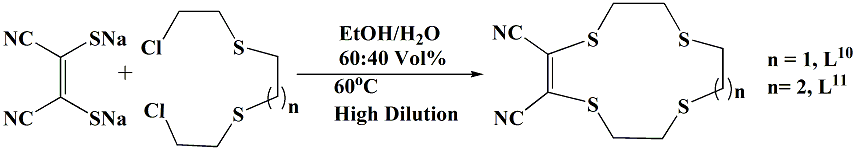 NC SNa
NC SNa
+
Cl S
Cl S
( )n
EtOH/H₂O
60:40 Vol%
60°C
High Dilution
NC S S
NC S S
( )n
n = 1, L¹⁰
n= 2, L¹¹